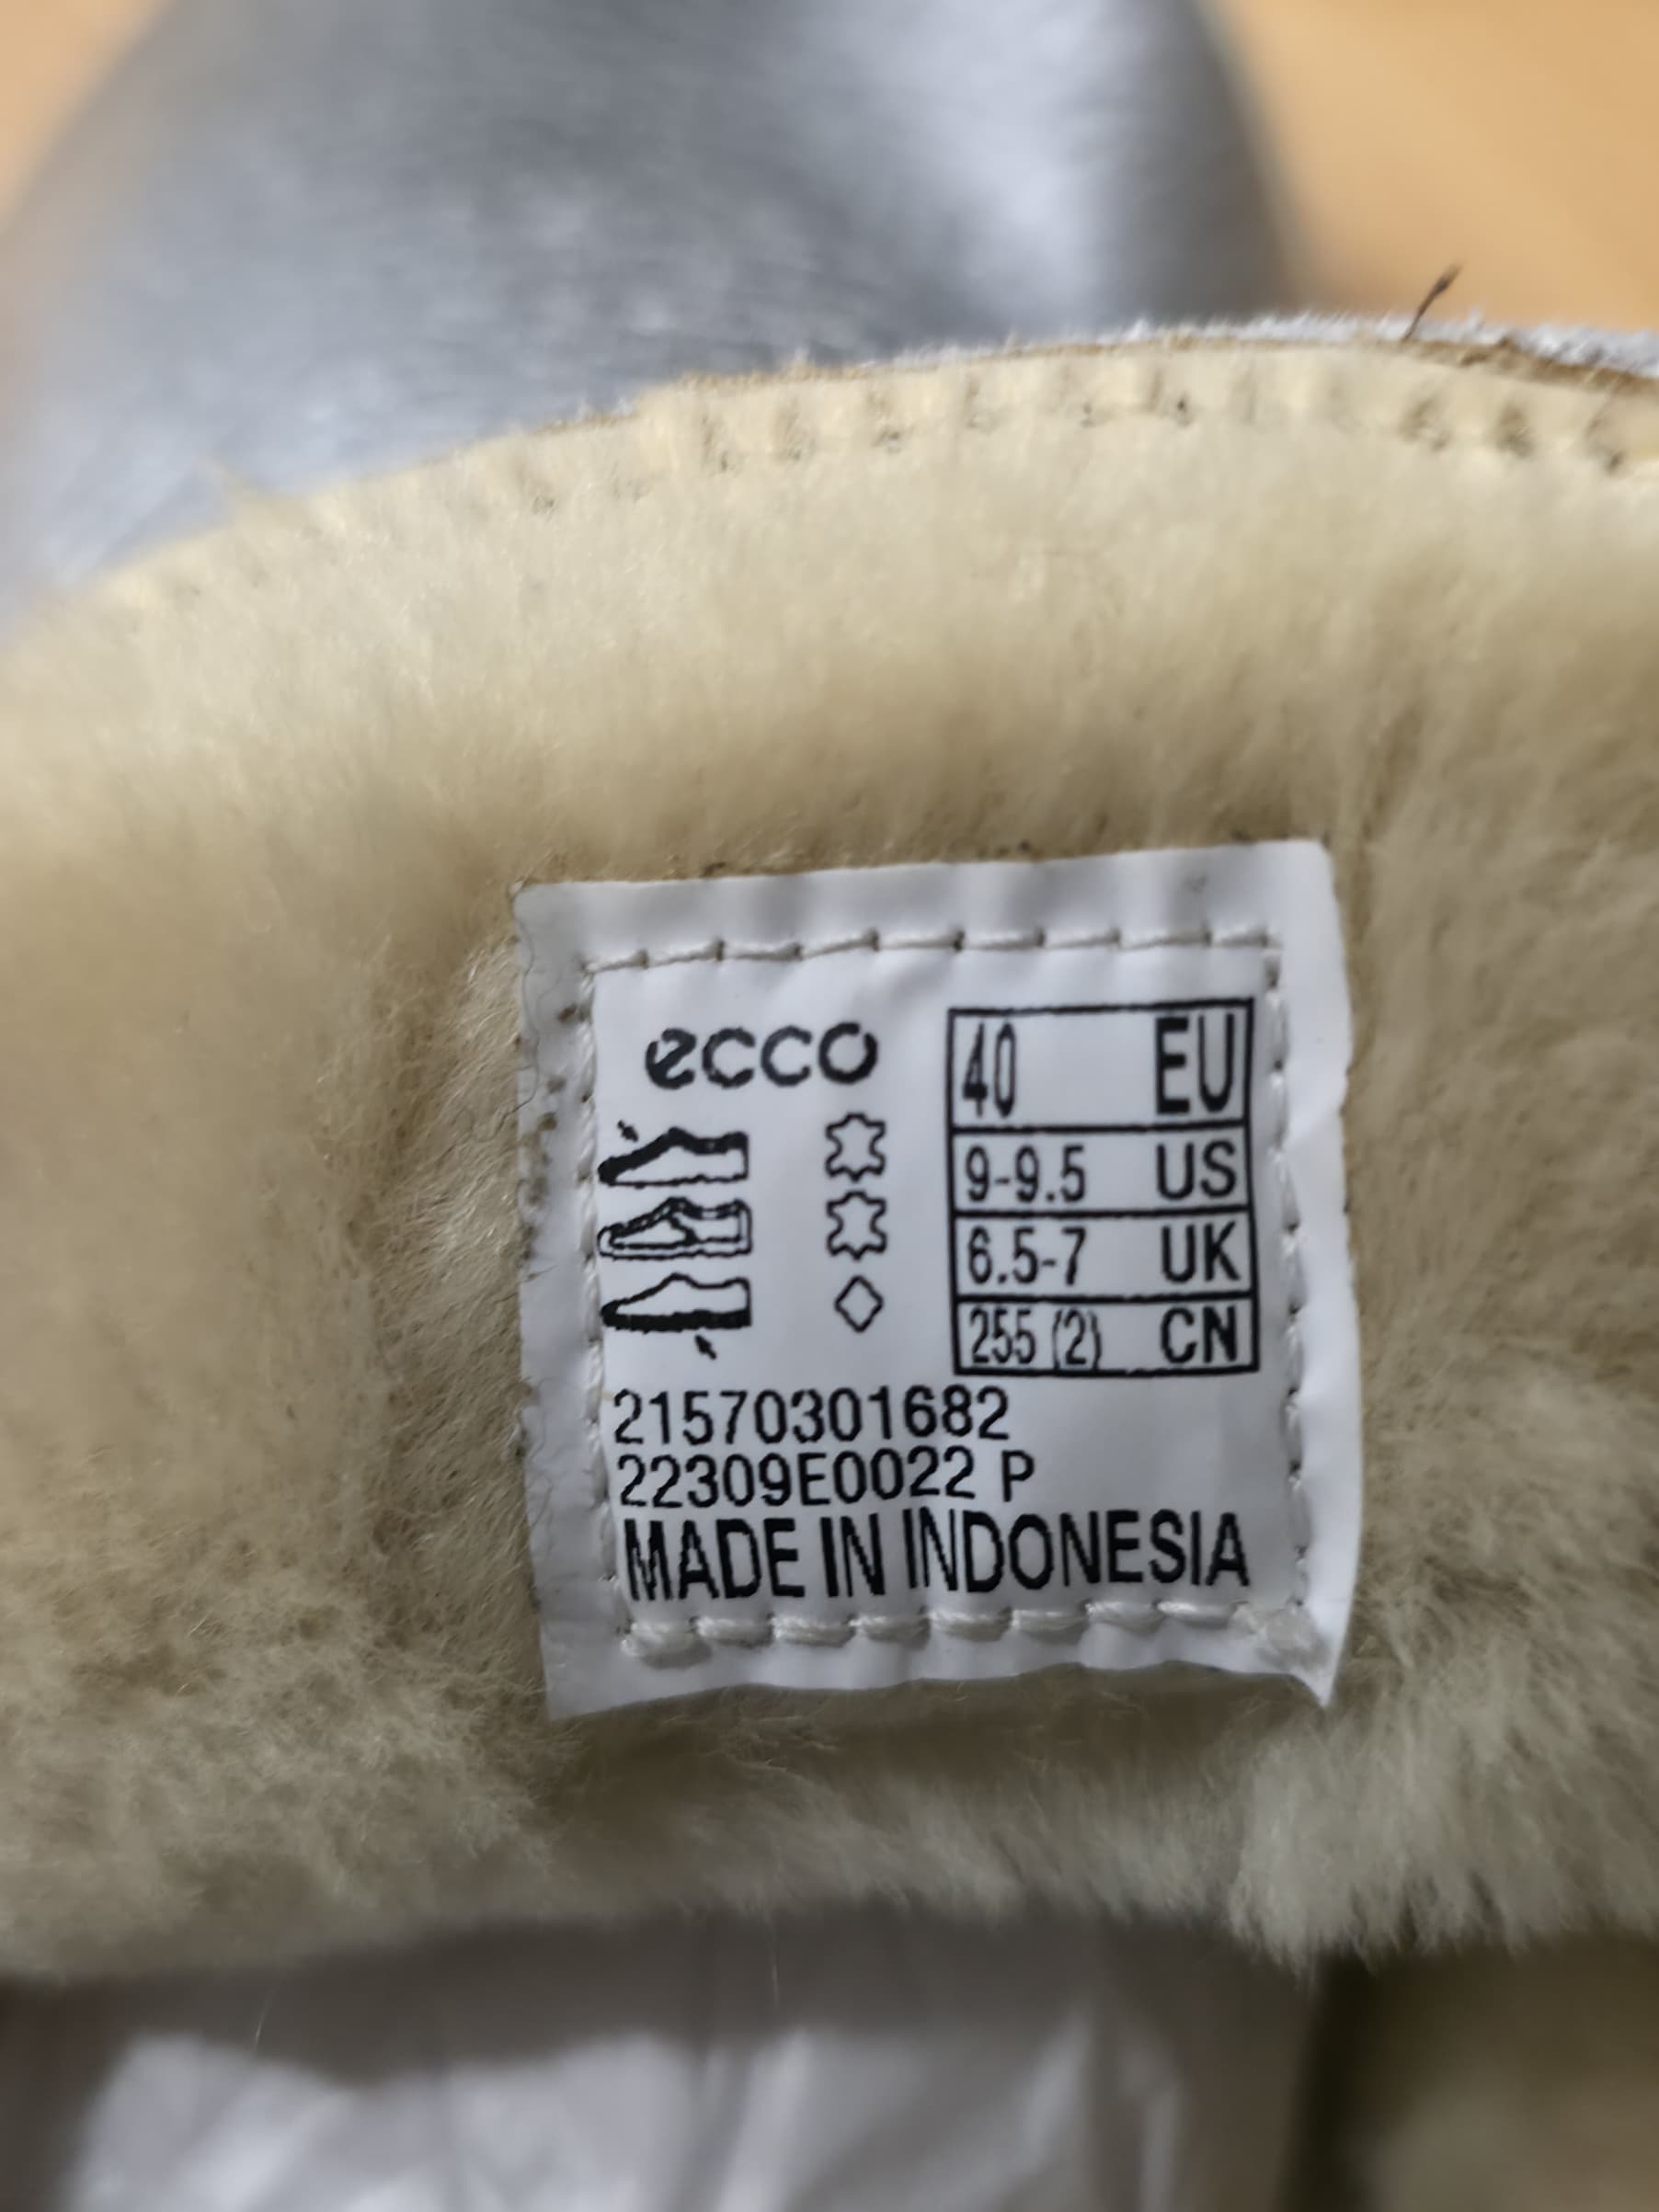 ecco
40 EU
9-9.5 US
6.5-7 UK
255 (2) CN
21570301682
22309E0022 P
MADE IN INDONESIA